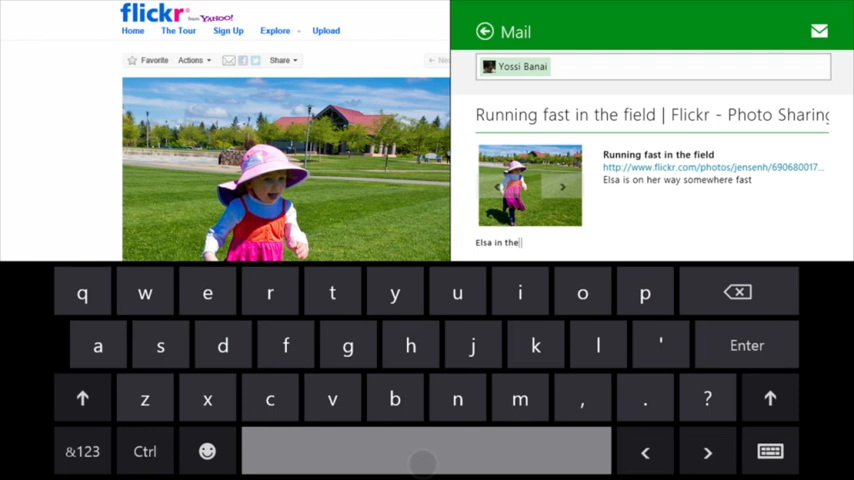 flickr from YAHOO!
Home The Tour Sign Up Explore Upload
Favorite Actions Share
Mail
Yossi Banai
Running fast in the field | Flickr - Photo Sharing
Running fast in the field
http://www.flickr.com/photos/jensenh/690680017...
Elsa is on her way somewhere fast
Elsa in the
q w e r t y u i o p
a s d f g h j k l ' Enter
z x c v b n m , . ?
&123 Ctrl < >